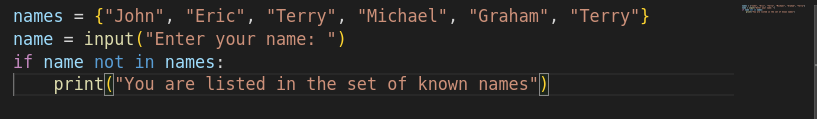 names = {"John", "Eric", "Terry", "Michael", "Graham", "Terry"}
name = input("Enter your name: ")
if name not in names:
    print("You are listed in the set of known names")